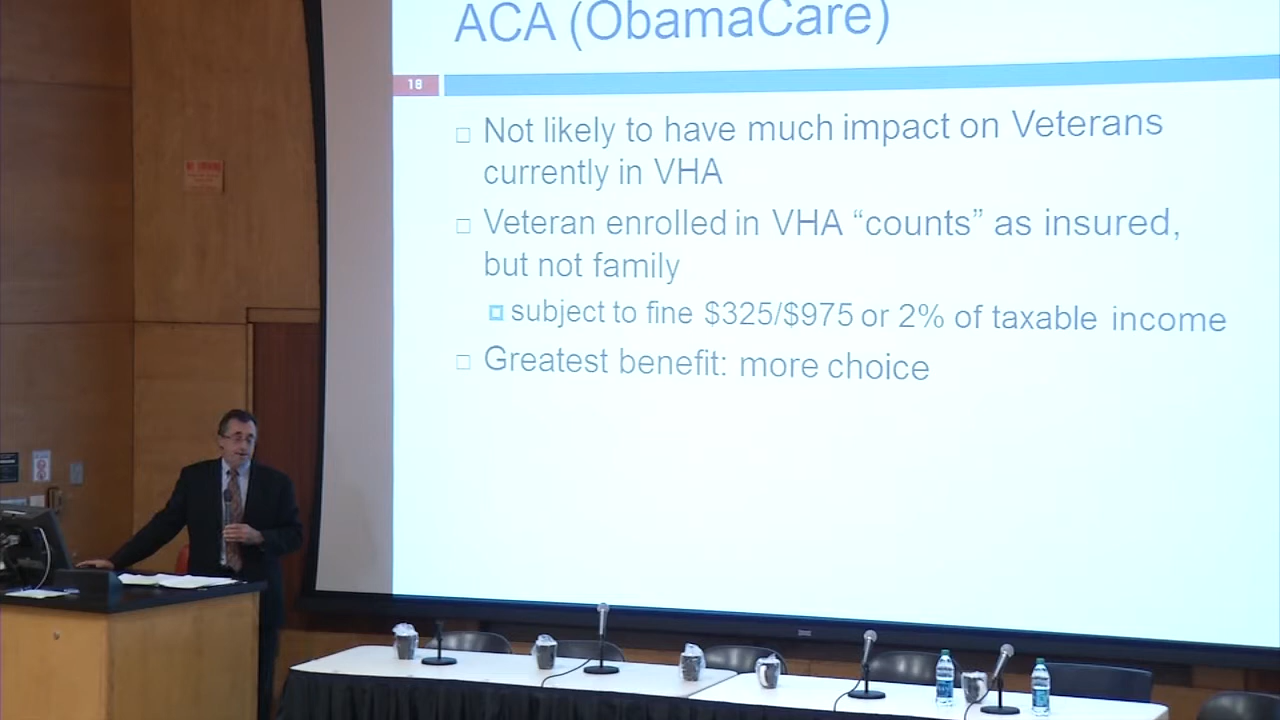 ACA (ObamaCare)
18
Not likely to have much impact on Veterans
currently in VHA
Veteran enrolled in VHA “counts” as insured,
but not family
subject to fine $325/$975 or 2% of taxable income
Greatest benefit: more choice